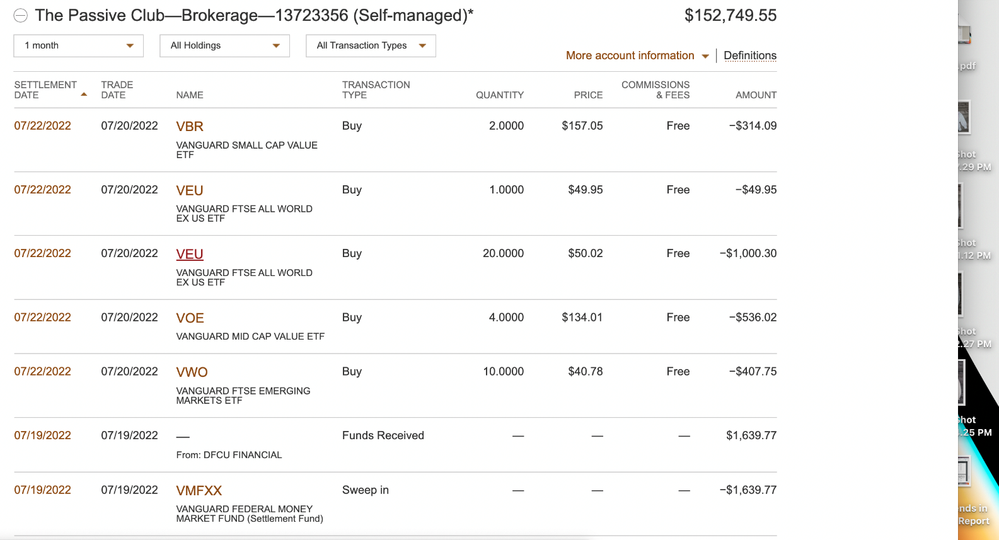 The Passive Club—Brokerage—13723356 (Self-managed)* $152,749.55
1 month All Holdings All Transaction Types
More account information Definitions
SETTLEMENT DATE TRADE DATE NAME TRANSACTION TYPE QUANTITY PRICE COMMISSIONS & FEES AMOUNT
07/22/2022 07/20/2022 VBR Buy 2.0000 $157.05 Free −$314.09
VANGUARD SMALL CAP VALUE
ETF
07/22/2022 07/20/2022 VEU Buy 1.0000 $49.95 Free −$49.95
VANGUARD FTSE ALL WORLD
EX US ETF
07/22/2022 07/20/2022 VEU Buy 20.0000 $50.02 Free −$1,000.30
VANGUARD FTSE ALL WORLD
EX US ETF
07/22/2022 07/20/2022 VOE Buy 4.0000 $134.01 Free −$536.02
VANGUARD MID CAP VALUE ETF
07/22/2022 07/20/2022 VWO Buy 10.0000 $40.78 Free −$407.75
VANGUARD FTSE EMERGING
MARKETS ETF
07/19/2022 07/19/2022 — Funds Received — — — $1,639.77
From: DFCU FINANCIAL
07/19/2022 07/19/2022 VMFXX Sweep in — — — −$1,639.77
VANGUARD FEDERAL MONEY
MARKET FUND (Settlement Fund)
.pdf
.29 PM
.12 PM
.27 PM
.25 PM
Report